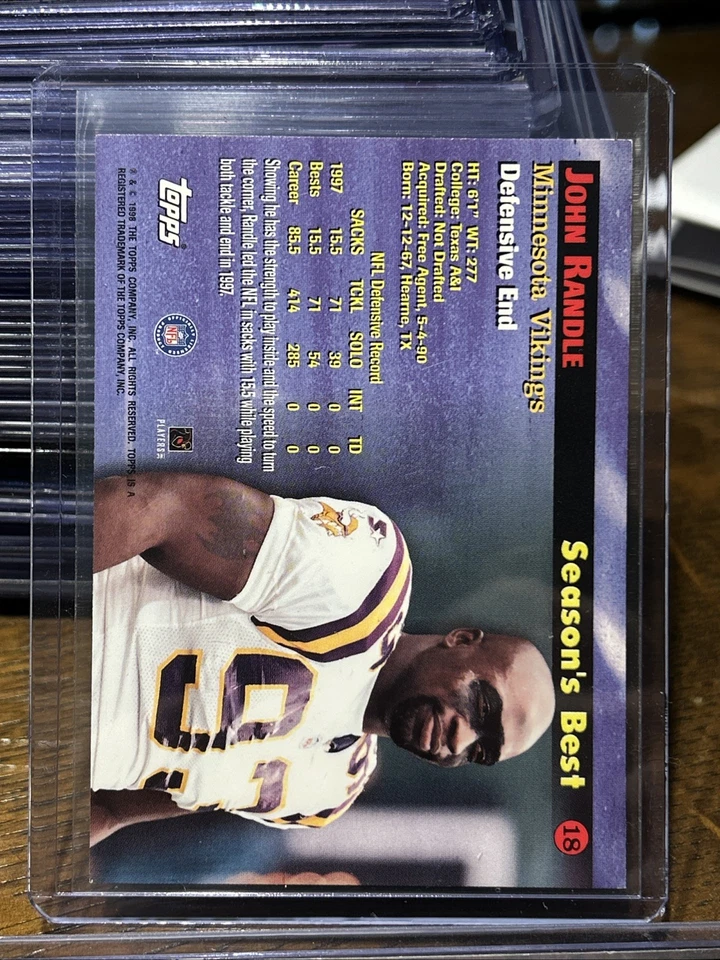 JOHN RANDLE
Season's Best 18
Minnesota Vikings
Defensive End
HT: 6'1" WT: 277
College: Texas A&I
Drafted: Not Drafted
Acquired: Free Agent, 5-4-90
Born: 12-12-67, Hearne, TX
NFL Defensive Record
SACKS TCKL SOLO INT TD
1997 15.5 71 39 0 0
Bests 15.5 71 54 0 0
Career 85.5 414 285 0 0
Showing he has the strength to play inside and the speed to turn
the corner, Randle led the NFL in sacks with 15.5 while playing
both tackle and end in 1997.
topps®
NFL
PLAYERS
® & © 1998 THE TOPPS COMPANY, INC. ALL RIGHTS RESERVED. TOPPS IS A
REGISTERED TRADEMARK OF THE TOPPS COMPANY, INC.